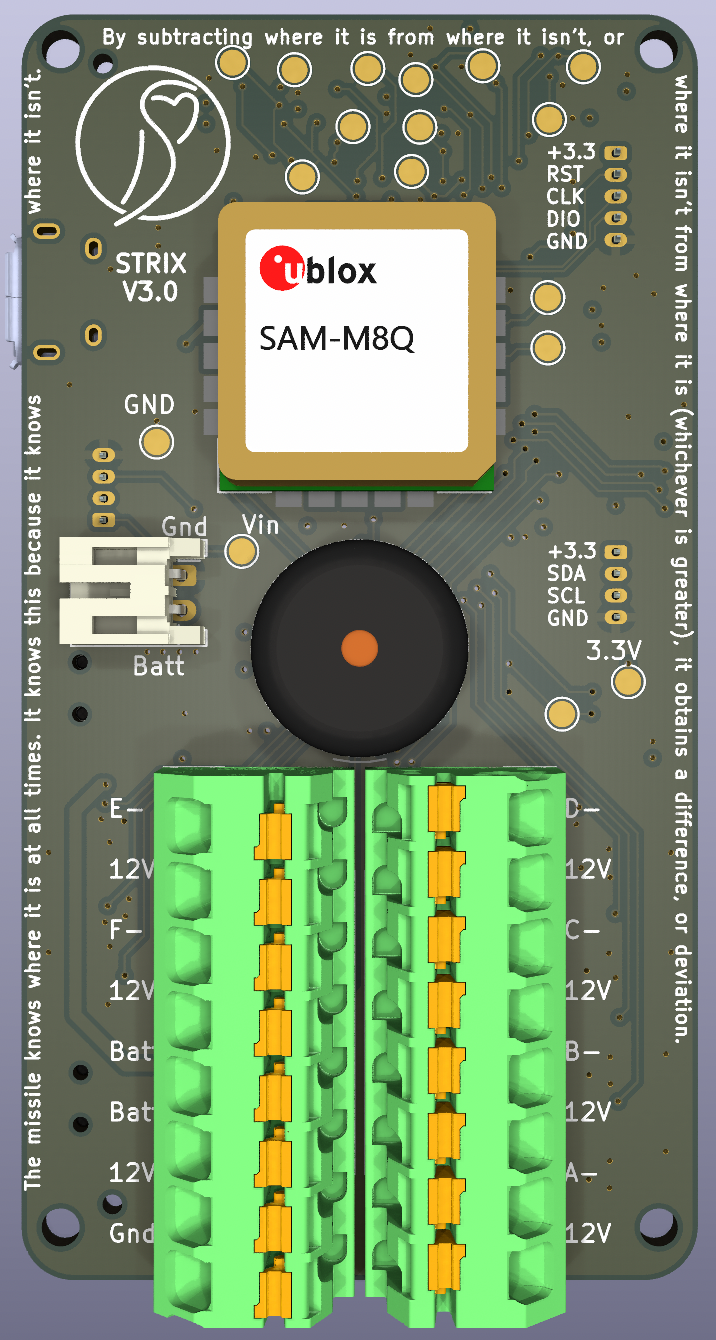 The missile knows where it is at all times. It knows this because it knows where it isn't.
By subtracting where it is from where it isn't, or
where it isn't from where it is (whichever is greater), it obtains a difference, or deviation.
STRIX
V3.0
+3.3
RST
CLK
DIO
GND
ublox
SAM-M8Q
GND
Gnd
Vin
Batt
+3.3
SDA
SCL
GND
3.3V
E-
12V
F-
12V
Bat
Bat
12V
Gnd
D-
12V
C-
12V
B-
12V
A-
12V